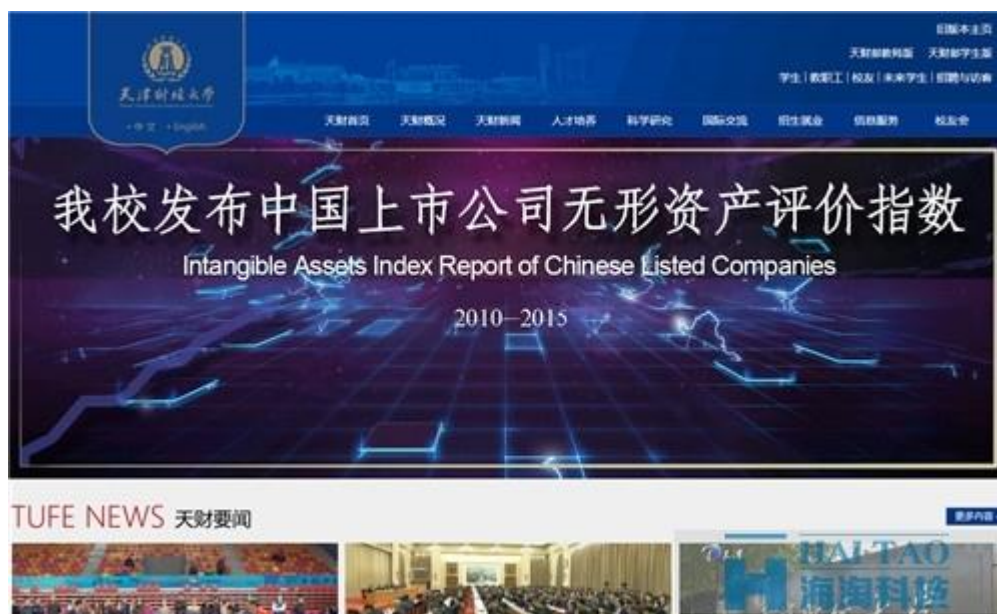 旧版本主页
天财邮教师版 天财邮学生版
学生 | 教职工 | 校友 | 未来学生 | 招聘与访客
天津财经大学
· 中文 · English
天财首页 天财概况 天财新闻 人才培养 科学研究 国际交流 招生就业 信息服务 校友会
我校发布中国上市公司无形资产评价指数
Intangible Assets Index Report of Chinese Listed Companies
2010—2015
TUFE NEWS 天财要闻
更多内容
HAI TAO
海淘科技